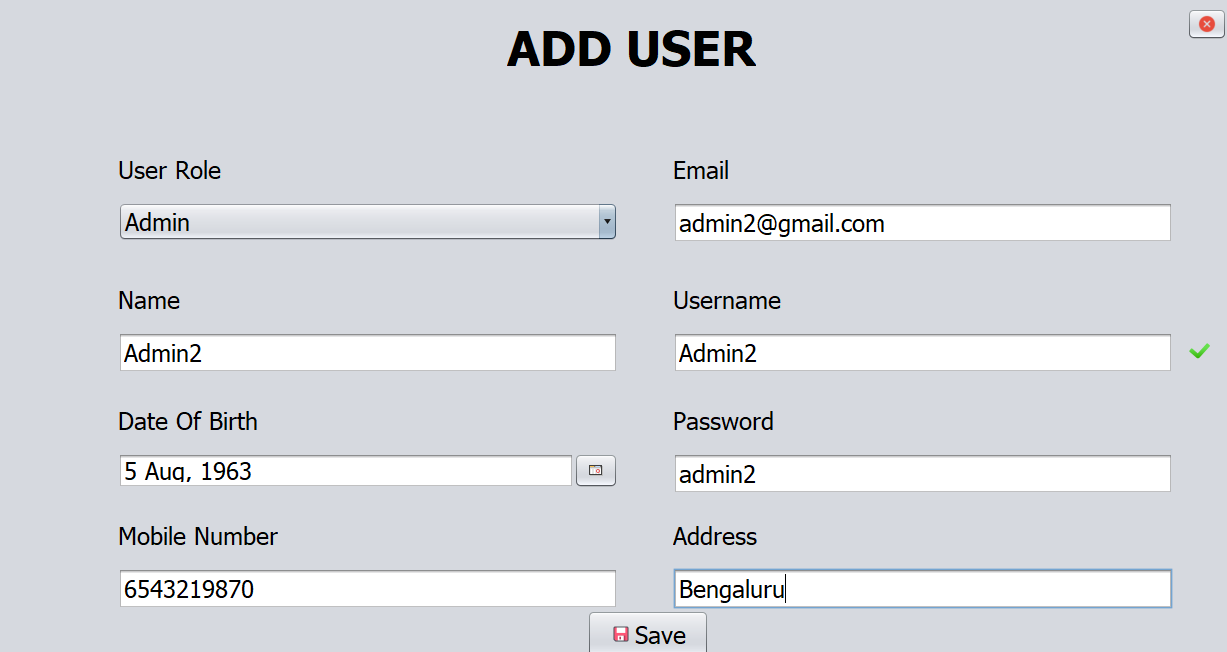 ADD USER
User Role
Email
Admin
admin2@gmail.com
Name
Username
Admin2
Admin2
Date Of Birth
Password
5 Aug, 1963
admin2
Mobile Number
Address
6543219870
Bengaluru
Save